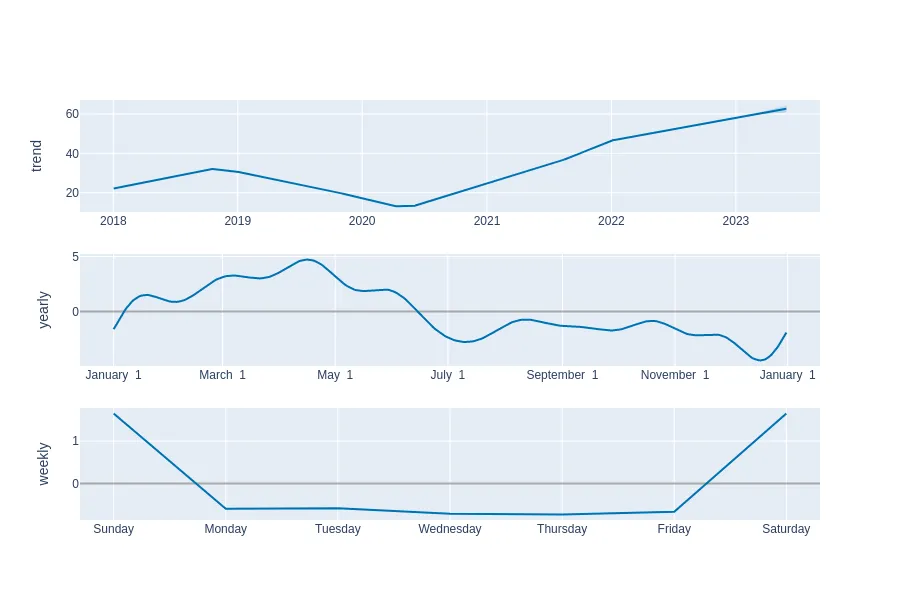 trend
60
40
20
2018 2019 2020 2021 2022 2023
yearly
5
0
January 1 March 1 May 1 July 1 September 1 November 1 January 1
weekly
1
0
Sunday Monday Tuesday Wednesday Thursday Friday Saturday